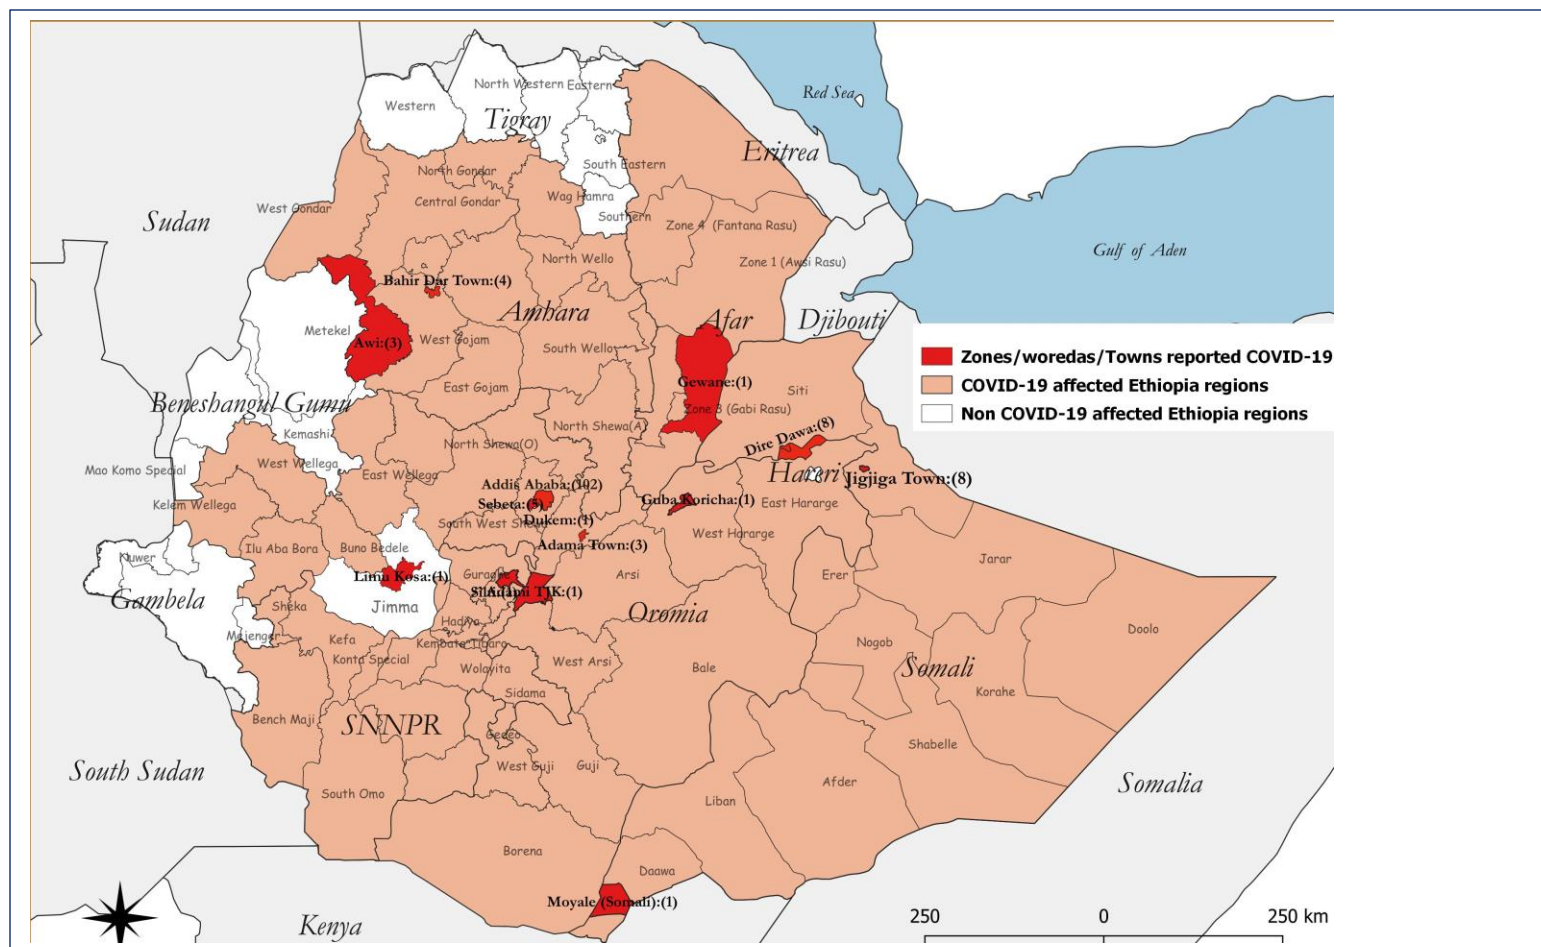 Red Sea
North Western
Eastern
Western
Tigray
Eritrea
South Eastern
North Gondar
Wag Hamra
Central Gondar
West Gondar
Southern
Sudan
Zone 4 (Fantana Rasu)
Gulf of Aden
North Wello
Zone 1 (Awsi Rasu)
Bahir Dar Town:(4)
Amhara
Afar
Djibouti
Metekel
West Gojam
Awi:(3)
South Wello
Zones/woredas/Towns reported COVID-19
COVID-19 affected Ethiopia regions
Non COVID-19 affected Ethiopia regions
East Gojam
Gewane:(1)
Siti
Beneshangul Gumu
Zone 3 (Gabi Rasu)
Kemashi
North Shewa(A)
North Shewa(O)
Dire Dawa:(8)
Mao Komo Special
West Wellega
East Wellega
Hareri
Jigjiga Town:(8)
Addis Ababa:(102)
Kelem Wellega
Sebeta:(5)
Guba Koricha:(1)
East Hararge
South West Shewa
Dukem:(1)
West Hararge
Adama Town:(3)
Nuwer
Ilu Aba Bora
Buno Bedele
Jarar
Limu Kosa:(1)
Guraghe
Arsi
Erer
Adami TJK:(1)
Gambela
Sheka
Jimma
Oromia
Hadiya
Doolo
Mejenger
Kefa
Kembata Tibaro
Nogob
Konta Special
Wolayita
West Arsi
Bale
Somali
Sidama
Korahe
Bench Maji
SNNPR
Gedeo
Shabelle
South Sudan
West Guji
Guji
Afder
Somalia
South Omo
Liban
Borena
Daawa
Moyale (Somali):(1)
Kenya
250 0 250 km